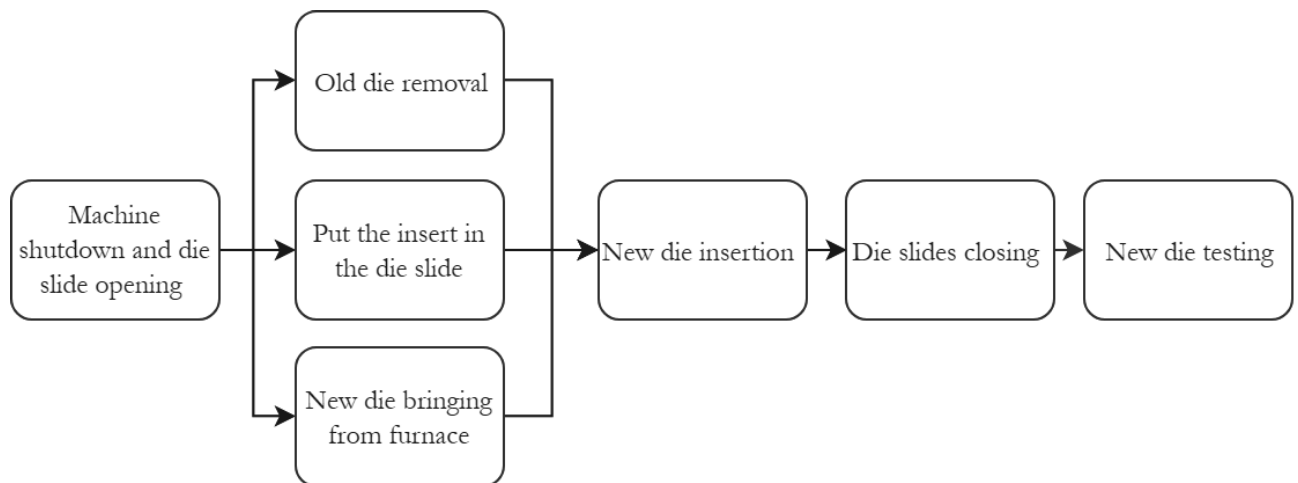 Machine
shutdown and die
slide opening
Old die removal
Put the insert in
the die slide
New die bringing
from furnace
New die insertion
Die slides closing
New die testing